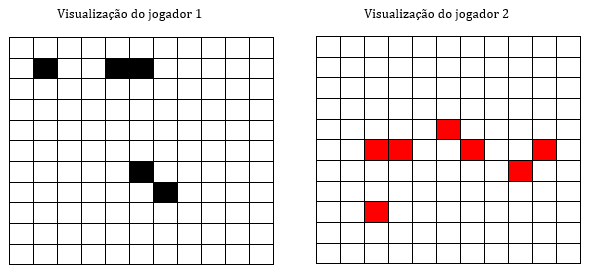 Visualização do jogador 1
Visualização do jogador 2